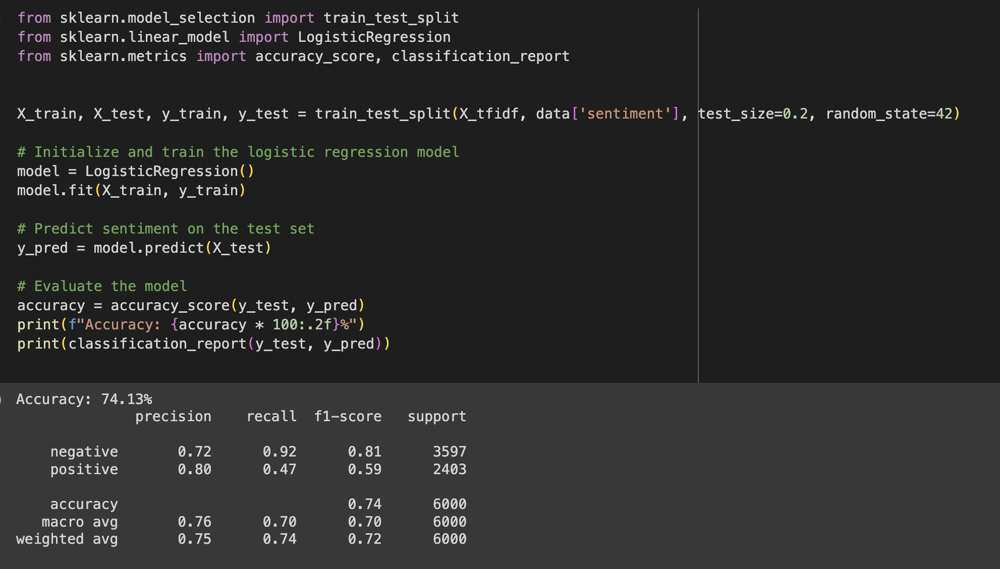 from sklearn.model_selection import train_test_split
from sklearn.linear_model import LogisticRegression
from sklearn.metrics import accuracy_score, classification_report
X_train, X_test, y_train, y_test = train_test_split(X_tfidf, data['sentiment'], test_size=0.2, random_state=42)
# Initialize and train the logistic regression model
model = LogisticRegression()
model.fit(X_train, y_train)
# Predict sentiment on the test set
y_pred = model.predict(X_test)
# Evaluate the model
accuracy = accuracy_score(y_test, y_pred)
print(f"Accuracy: {accuracy * 100:.2f}%")
print(classification_report(y_test, y_pred))
Accuracy: 74.13%
precision recall f1-score support
negative 0.72 0.92 0.81 3597
positive 0.80 0.47 0.59 2403
accuracy 0.74 6000
macro avg 0.76 0.70 0.70 6000
weighted avg 0.75 0.74 0.72 6000